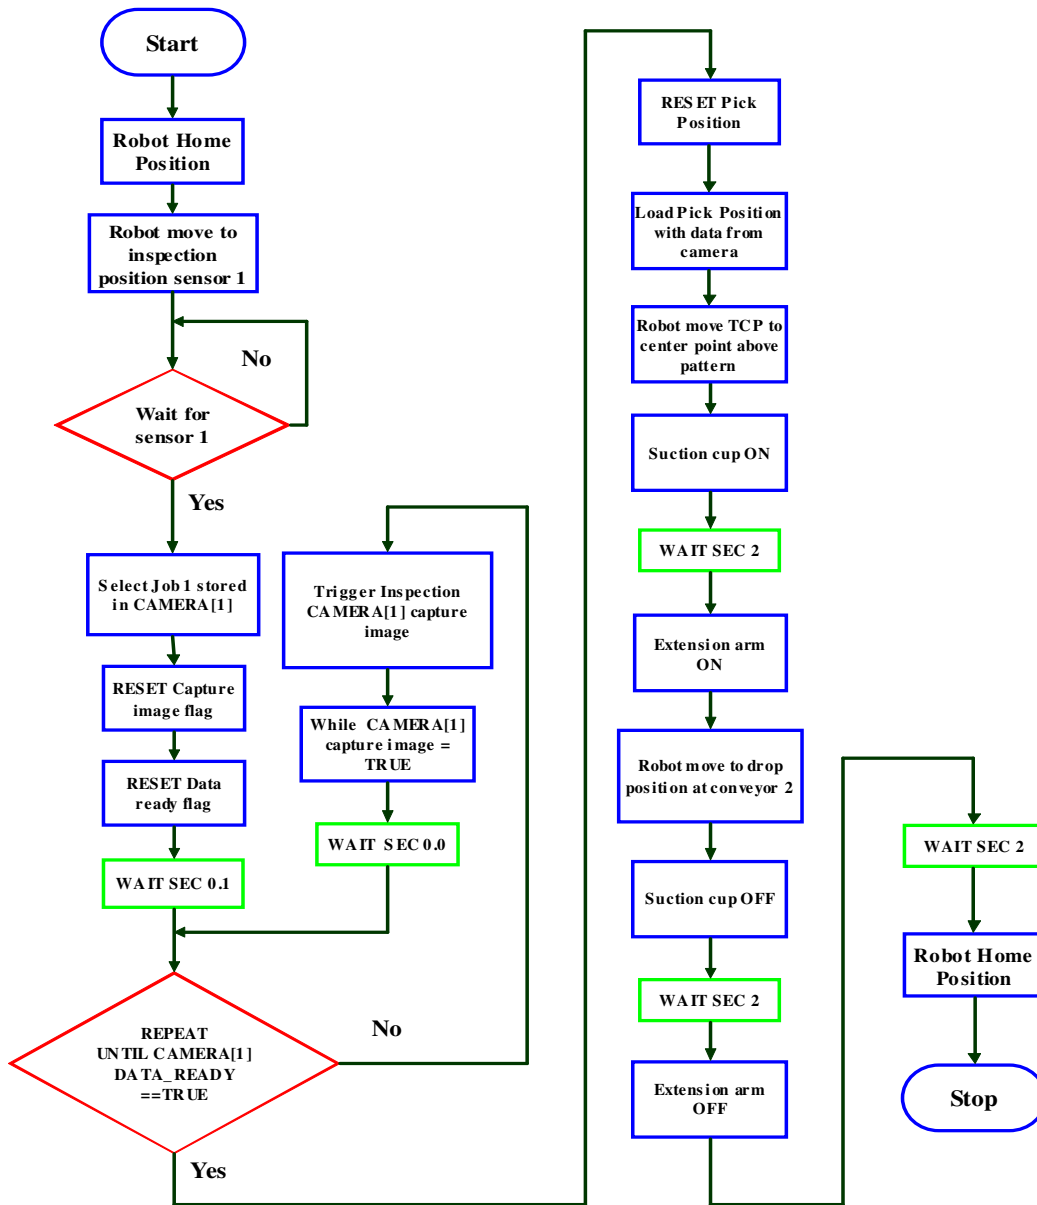 Start
Robot Home
Position
Robot move to
inspection
position sensor 1
No
Wait for
sensor 1
Yes
Select Job1 stored
in CAMERA[1]
RESET Capture
image flag
RESET Data
ready flag
WAIT SEC 0.1
Trigger Inspection
CAMERA[1] capture
image
While CAMERA[1]
capture image =
TRUE
WAIT SEC 0.0
REPEAT
UNTIL CAMERA[1]
DATA_READY
==TRUE
No
Yes
RESET Pick
Position
Load Pick Position
with data from
camera
Robot move TCP to
center point above
pattern
Suction cup ON
WAIT SEC 2
Extension arm
ON
Robot move to drop
position at conveyor 2
Suction cup OFF
WAIT SEC 2
Extension arm
OFF
WAIT SEC 2
Robot Home
Position
Stop